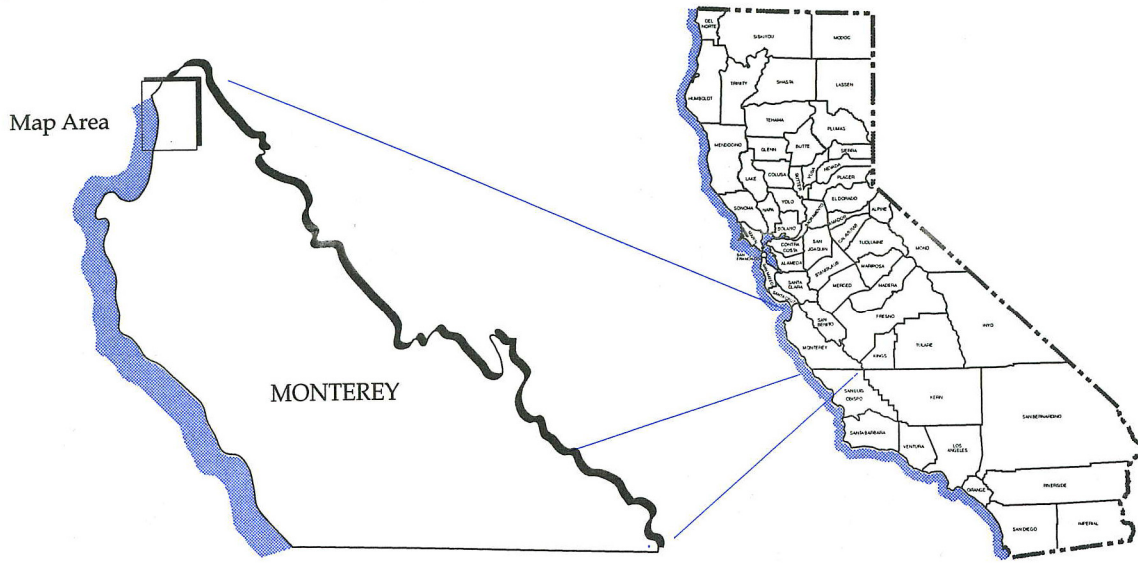 Map Area
MONTEREY
DEL
NORTE
SISKIYOU
MODOC
HUMBOLDT
TRINITY
SHASTA
LASSEN
TEHAMA
PLUMAS
MENDOCINO
GLENN
BUTTE
SIERRA
NEVADA
PLACER
LAKE
COLUSA
YUBA
SONOMA
NAPA
YOLO
EL DORADO
ALPINE
SOLANO
CONTRA
COSTA
SAN
JOAQUIN
CALAVERAS
TUOLUMNE
MONO
ALAMEDA
STANISLAUS
MARIPOSA
SANTA
CLARA
MERCED
MADERA
SAN
BENITO
FRESNO
INYO
MONTEREY
KINGS
TULARE
SAN LUIS
OBISPO
KERN
SAN BERNARDINO
SANTA BARBARA
VENTURA
LOS
ANGELES
ORANGE
RIVERSIDE
SAN DIEGO
IMPERIAL